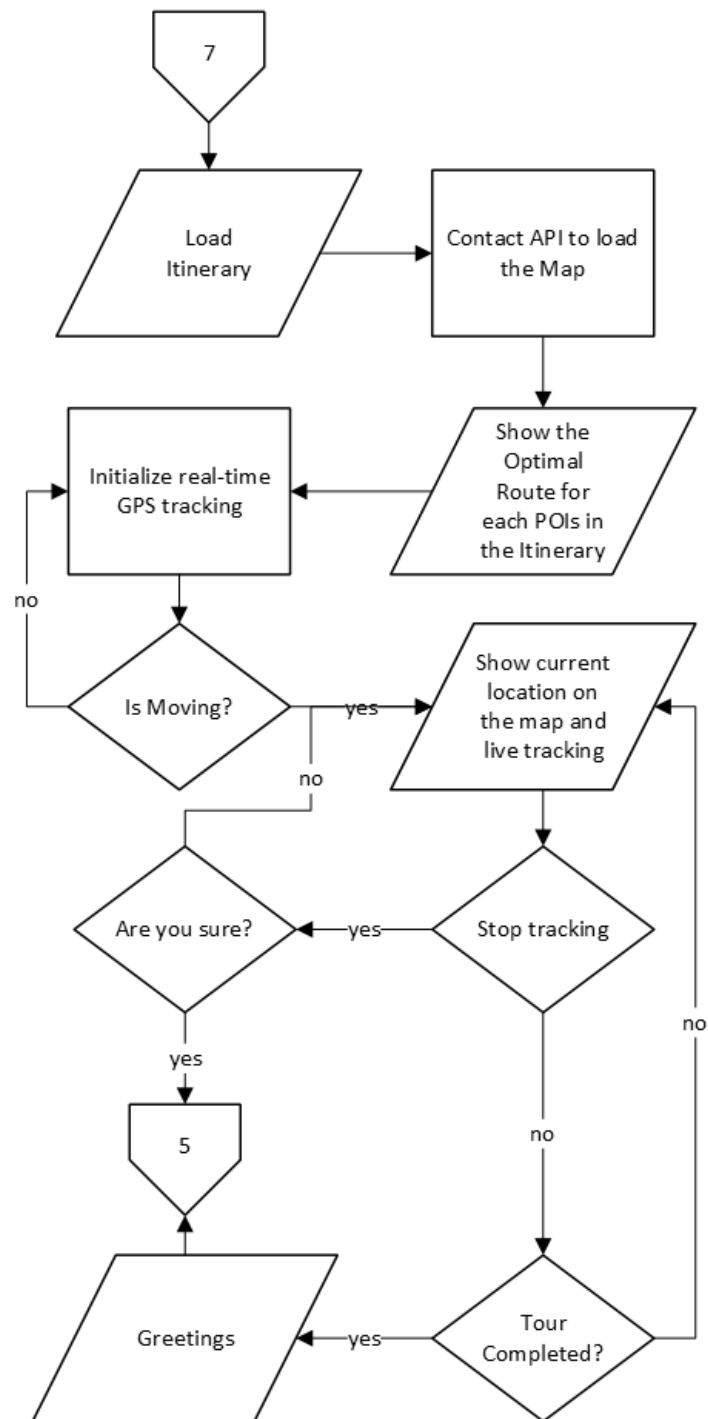 7
Load
Itinerary
Contact API to load
the Map
Show the
Optimal
Route for
each POIs in
the Itinerary
Initialize real-time
GPS tracking
no
Is Moving?
yes
Show current
location on
the map and
live tracking
no
Are you sure?
yes
Stop tracking
no
yes
5
no
Greetings
yes
Tour
Completed?